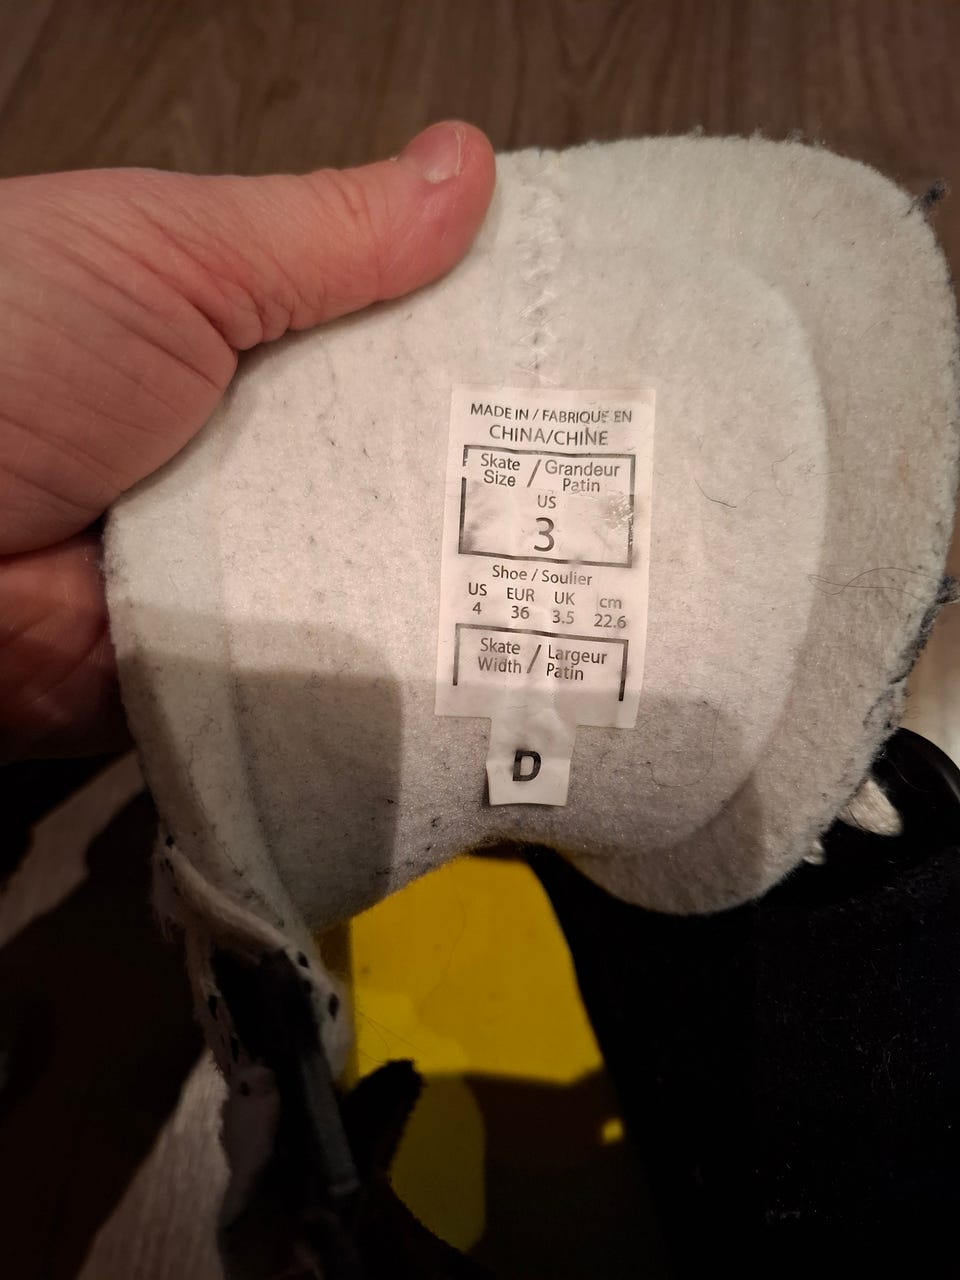 MADE IN / FABRIQUE EN
CHINA/CHINE
Skate Size / Grandeur Patin
US
3
Shoe / Soulier
US EUR UK cm
4 36 3.5 22.6
Skate Width / Largeur Patin
D